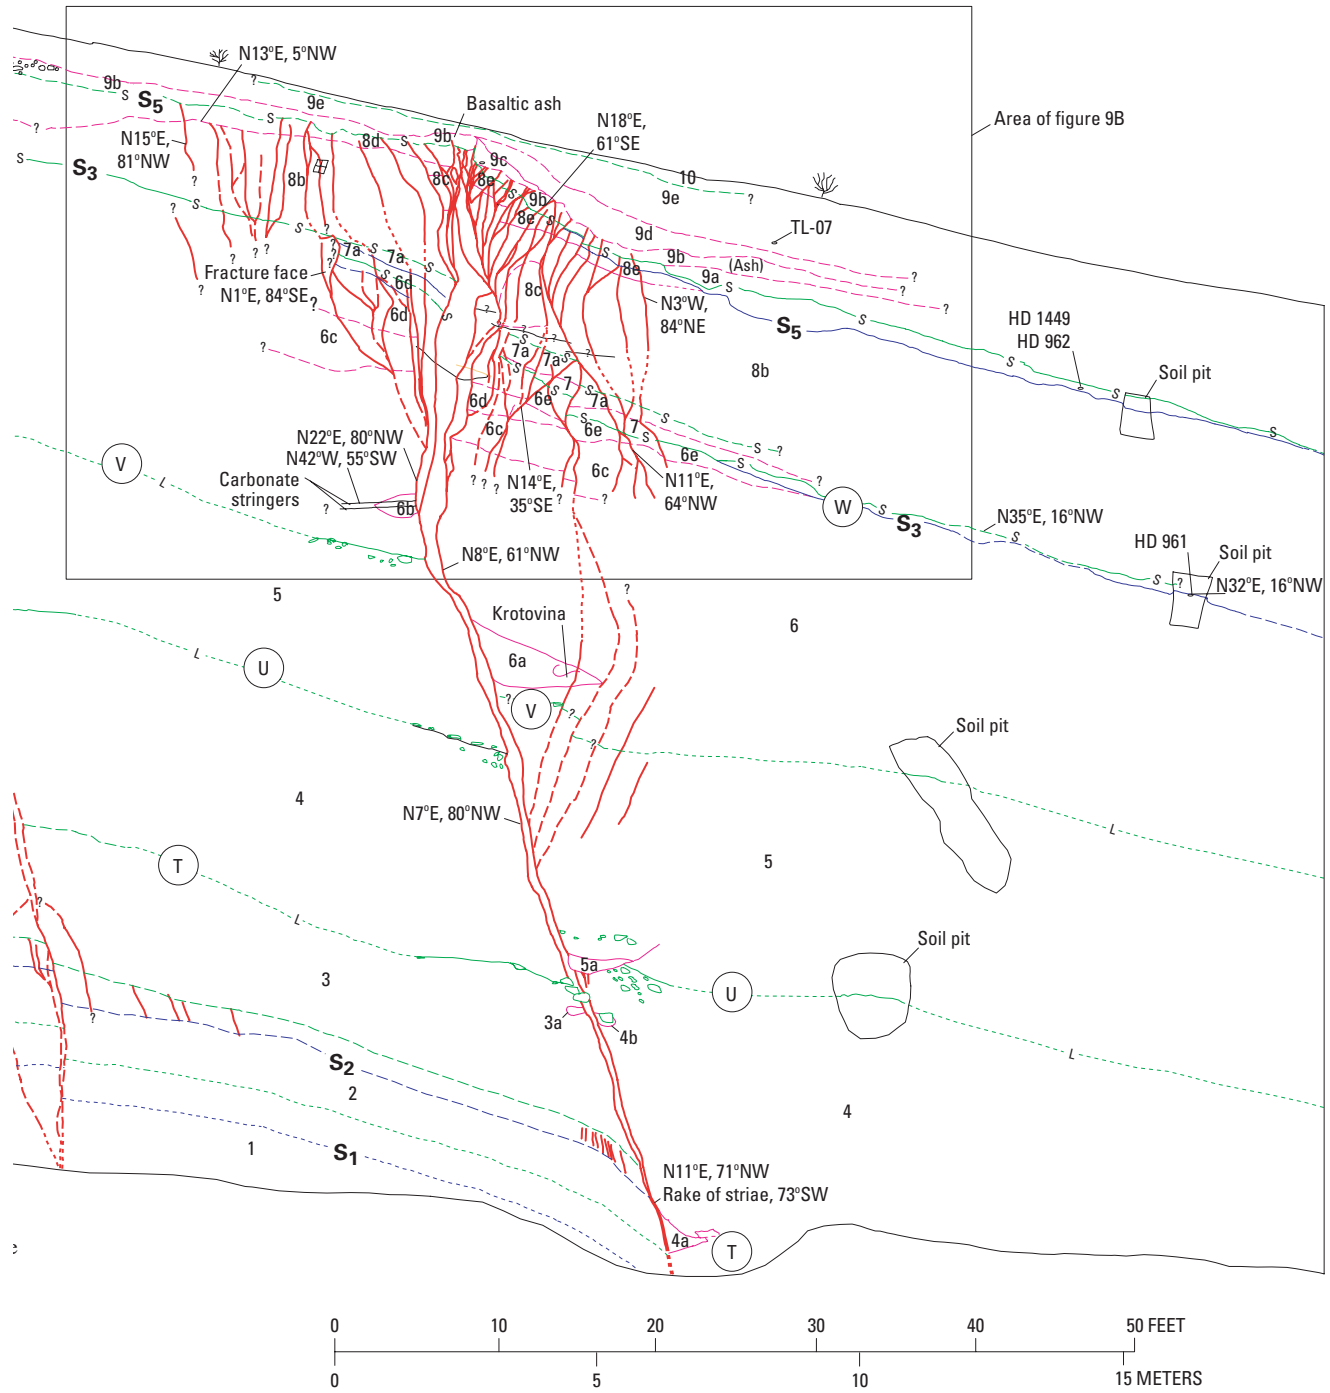 N13°E, 5°NW
9b
S
S5
9e
?
Basaltic ash
N18°E,
61°SE
Area of figure 9B
?
N15°E,
81°NW
S
8d
S
9b
9c
S
S3
8b
8c
8e
10
9e
?
?
S
9b
8e
S
9d
TL-07
?
?
?
?
S
?
7a
S
7a
S
9b
(Ash)
?
8e
S
9a
?
S
?
Fracture face
N1°E, 84°SE
?
?
6d
8c
N3°W,
84°NE
?
6d
S
?
S5
S
HD 1449
HD 962
6c
?
?
?
S
7a
7a
S
8b
S
Soil pit
S
7
6d
S
6e
S
7a
S
6c
S
6e
7
S
S
?
N22°E, 80°NW
N42°W, 55°SW
6e
S
?
V
L
Carbonate
stringers
?
6b
? ? ?
N14°E,
35°SE
?
6c
?
?
N11°E,
64°NW
W
S
S3
N35°E, 16°NW
S
HD 961
Soil pit
N8°E, 61°NW
S
?
N32°E, 16°NW
5
?
Krotovina
6
L
U
6a
?
V
?
?
Soil pit
4
N7°E, 80°NW
L
T
5
?
L
Soil pit
3
5a
U
3a
4b
?
L
S2
2
4
1
S1
N11°E, 71°NW
Rake of striae, 73°SW
4a
T
e
0 10 20 30 40 50 FEET
0 5 10 15 METERS